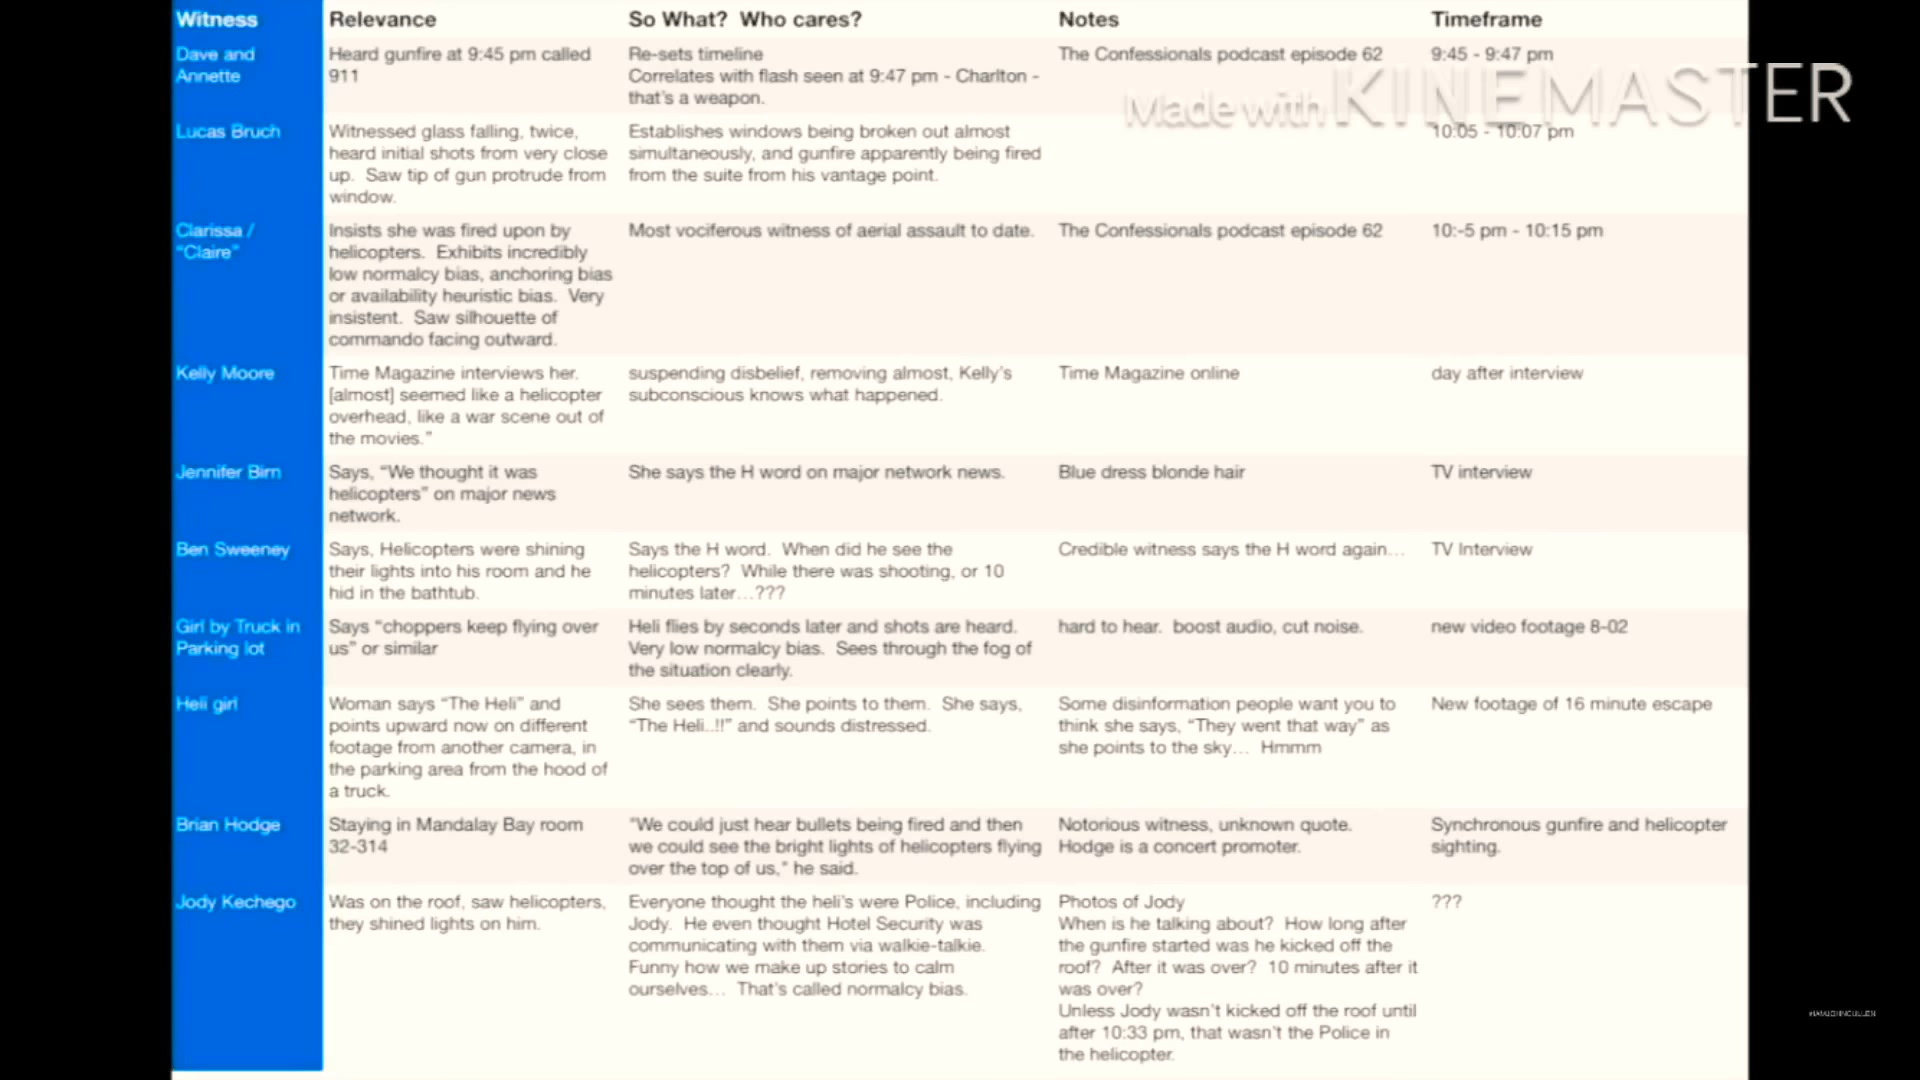 Witness Relevance So What? Who cares? Notes Timeframe
Dave and
Annette
Heard gunfire at 9:45 pm called
911
Re-sets timeline
Correlates with flash seen at 9:47 pm - Charlton -
that's a weapon.
The Confessionals podcast episode 62
9:45 - 9:47 pm
Made with KINEMASTER
Lucas Bruch
Witnessed glass falling, twice,
heard initial shots from very close
up. Saw tip of gun protrude from
window.
Establishes windows being broken out almost
simultaneously, and gunfire apparently being fired
from the suite from his vantage point.
10:05 - 10:07 pm
Clarissa /
“Claire”
Insists she was fired upon by
helicopters. Exhibits incredibly
low normalcy bias, anchoring bias
or availability heuristic bias. Very
insistent. Saw silhouette of
commando facing outward.
Most vociferous witness of aerial assault to date.
The Confessionals podcast episode 62
10:-5 pm - 10:15 pm
Kelly Moore
Time Magazine interviews her.
[almost] seemed like a helicopter
overhead, like a war scene out of
the movies.”
suspending disbelief, removing almost, Kelly's
subconscious knows what happened.
Time Magazine online
day after interview
Jennifer Birn
Says, “We thought it was
helicopters” on major news
network.
She says the H word on major network news.
Blue dress blonde hair
TV interview
Ben Sweeney
Says, Helicopters were shining
their lights into his room and he
hid in the bathtub.
Says the H word. When did he see the
helicopters? While there was shooting, or 10
minutes later…???
Credible witness says the H word again…
TV Interview
Girl by Truck in
Parking lot
Says “choppers keep flying over
us” or similar
Heli flies by seconds later and shots are heard.
Very low normalcy bias. Sees through the fog of
the situation clearly.
hard to hear. boost audio, cut noise.
new video footage 8-02
Heli girl
Woman says “The Heli” and
points upward now on different
footage from another camera, in
the parking area from the hood of
a truck.
She sees them. She points to them. She says,
“The Heli..!!” and sounds distressed.
Some disinformation people want you to
think she says, “They went that way” as
she points to the sky… Hmmm
New footage of 16 minute escape
Brian Hodge
Staying in Mandalay Bay room
32-314
“We could just hear bullets being fired and then
we could see the bright lights of helicopters flying
over the top of us,” he said.
Notorious witness, unknown quote.
Hodge is a concert promoter.
Synchronous gunfire and helicopter
sighting.
Jody Kechego
Was on the roof, saw helicopters,
they shined lights on him.
Everyone thought the heli's were Police, including
Jody. He even thought Hotel Security was
communicating with them via walkie-talkie.
Funny how we make up stories to calm
ourselves… That's called normalcy bias.
Photos of Jody
When is he talking about? How long after
the gunfire started was he kicked off the
roof? After it was over? 10 minutes after it
was over?
Unless Jody wasn't kicked off the roof until
after 10:33 pm, that wasn't the Police in
the helicopter.
???
#IAMJOHNCULLEN